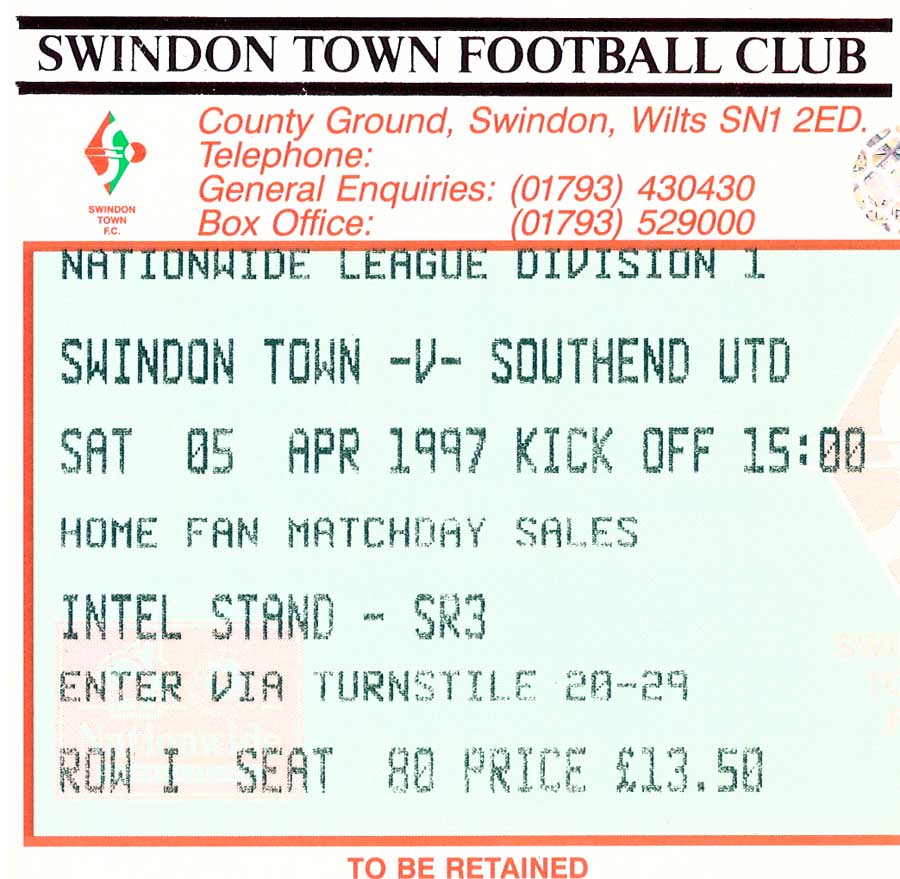 SWINDON TOWN FOOTBALL CLUB
County Ground, Swindon, Wilts SN1 2ED.
Telephone:
General Enquiries: (01793) 430430
Box Office: (01793) 529000
SWINDON
TOWN
F.C.
NATIONWIDE LEAGUE DIVISION 1
SWINDON TOWN -V- SOUTHEND UTD
SAT 05 APR 1997 KICK OFF 15:00
HOME FAN MATCHDAY SALES
INTEL STAND - SR3
ENTER VIA TURNSTILE 20-29
Nationwide
ROW I SEAT 80 PRICE £13.50
TO BE RETAINED